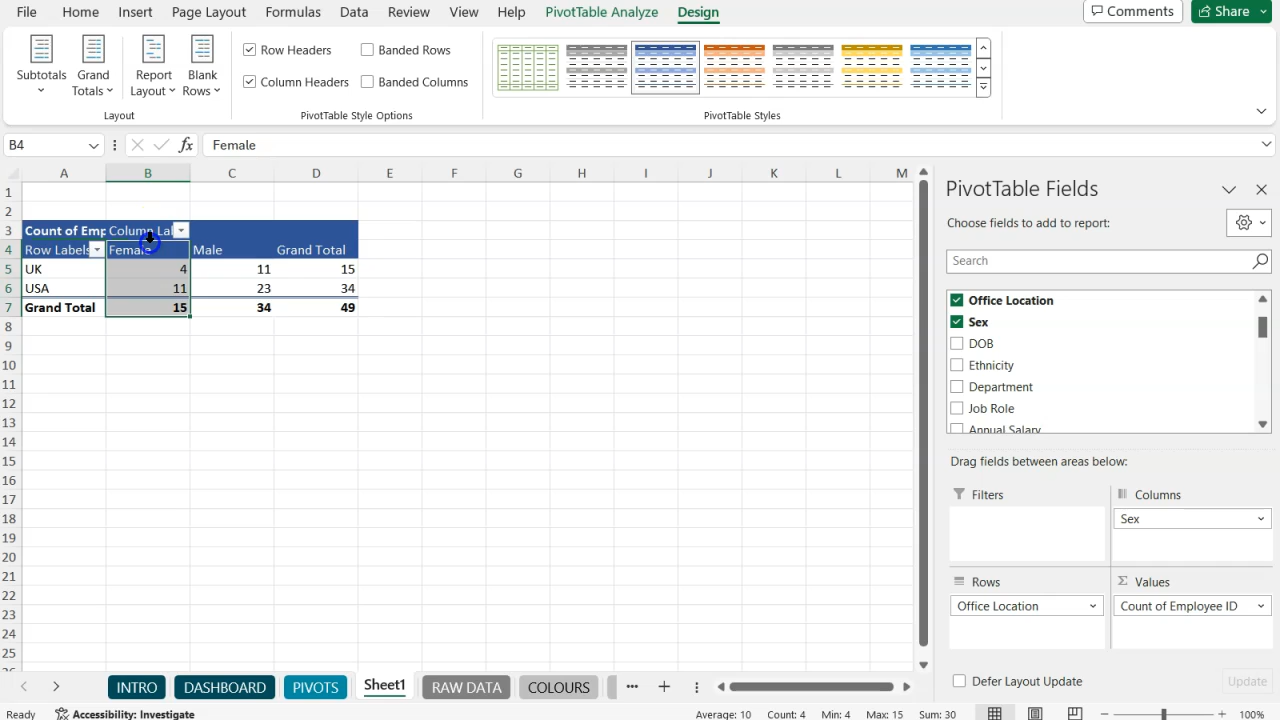 File Home Insert Page Layout Formulas Data Review View Help PivotTable Analyze Design Comments Share
Subtotals Grand Totals Report Layout Blank Rows
Layout
Row Headers Banded Rows
Column Headers Banded Columns
PivotTable Style Options
PivotTable Styles
B4 fx Female
A B C D E F G H I J K L M
1
2
3 Count of Emp Column Lal
4 Row Labels Female Male Grand Total
5 UK 4 11 15
6 USA 11 23 34
7 Grand Total 15 34 49
8
9
10
11
12
13
14
15
16
17
18
19
20
21
22
23
24
25
PivotTable Fields
Choose fields to add to report:
Search
Office Location
Sex
DOB
Ethnicity
Department
Job Role
Annual Salary
Drag fields between areas below:
Filters Columns
Sex
Rows Σ Values
Office Location Count of Employee ID
Defer Layout Update Update
INTRO DASHBOARD PIVOTS Sheet1 RAW DATA COLOURS ...
Ready Accessibility: Investigate Average: 10 Count: 4 Min: 4 Max: 15 Sum: 30 100%